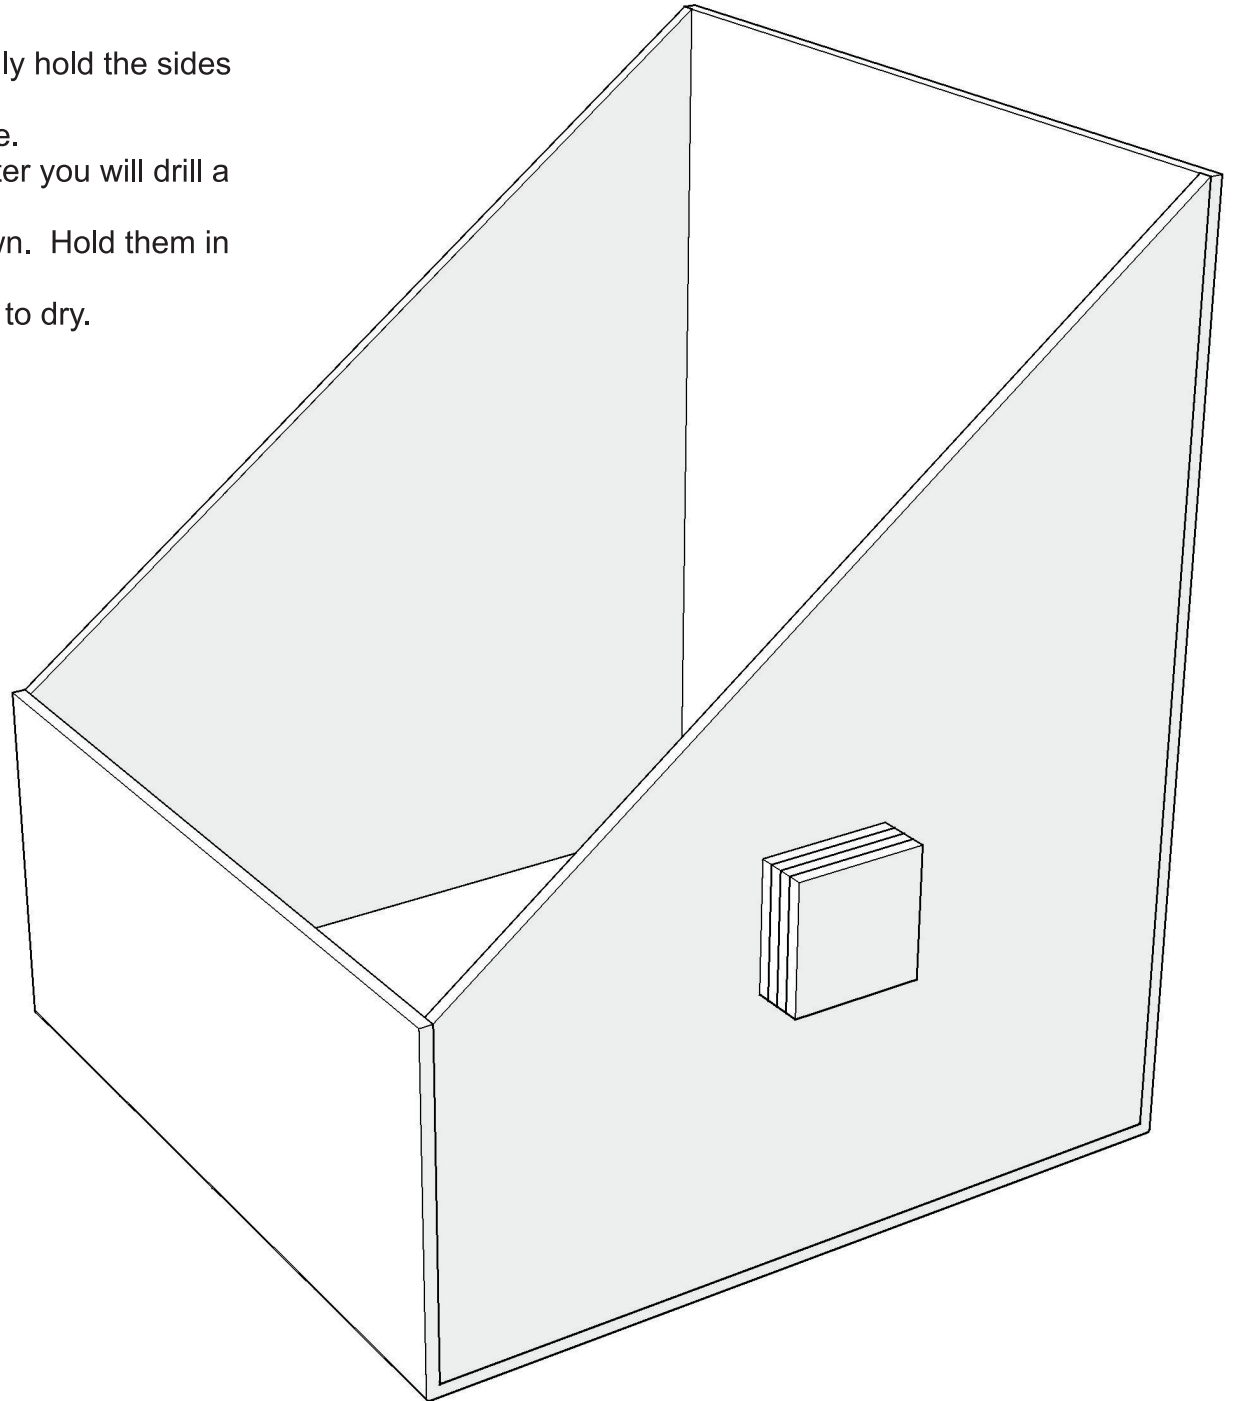 ly hold the sides
e.
ter you will drill a
wn. Hold them in
to dry.